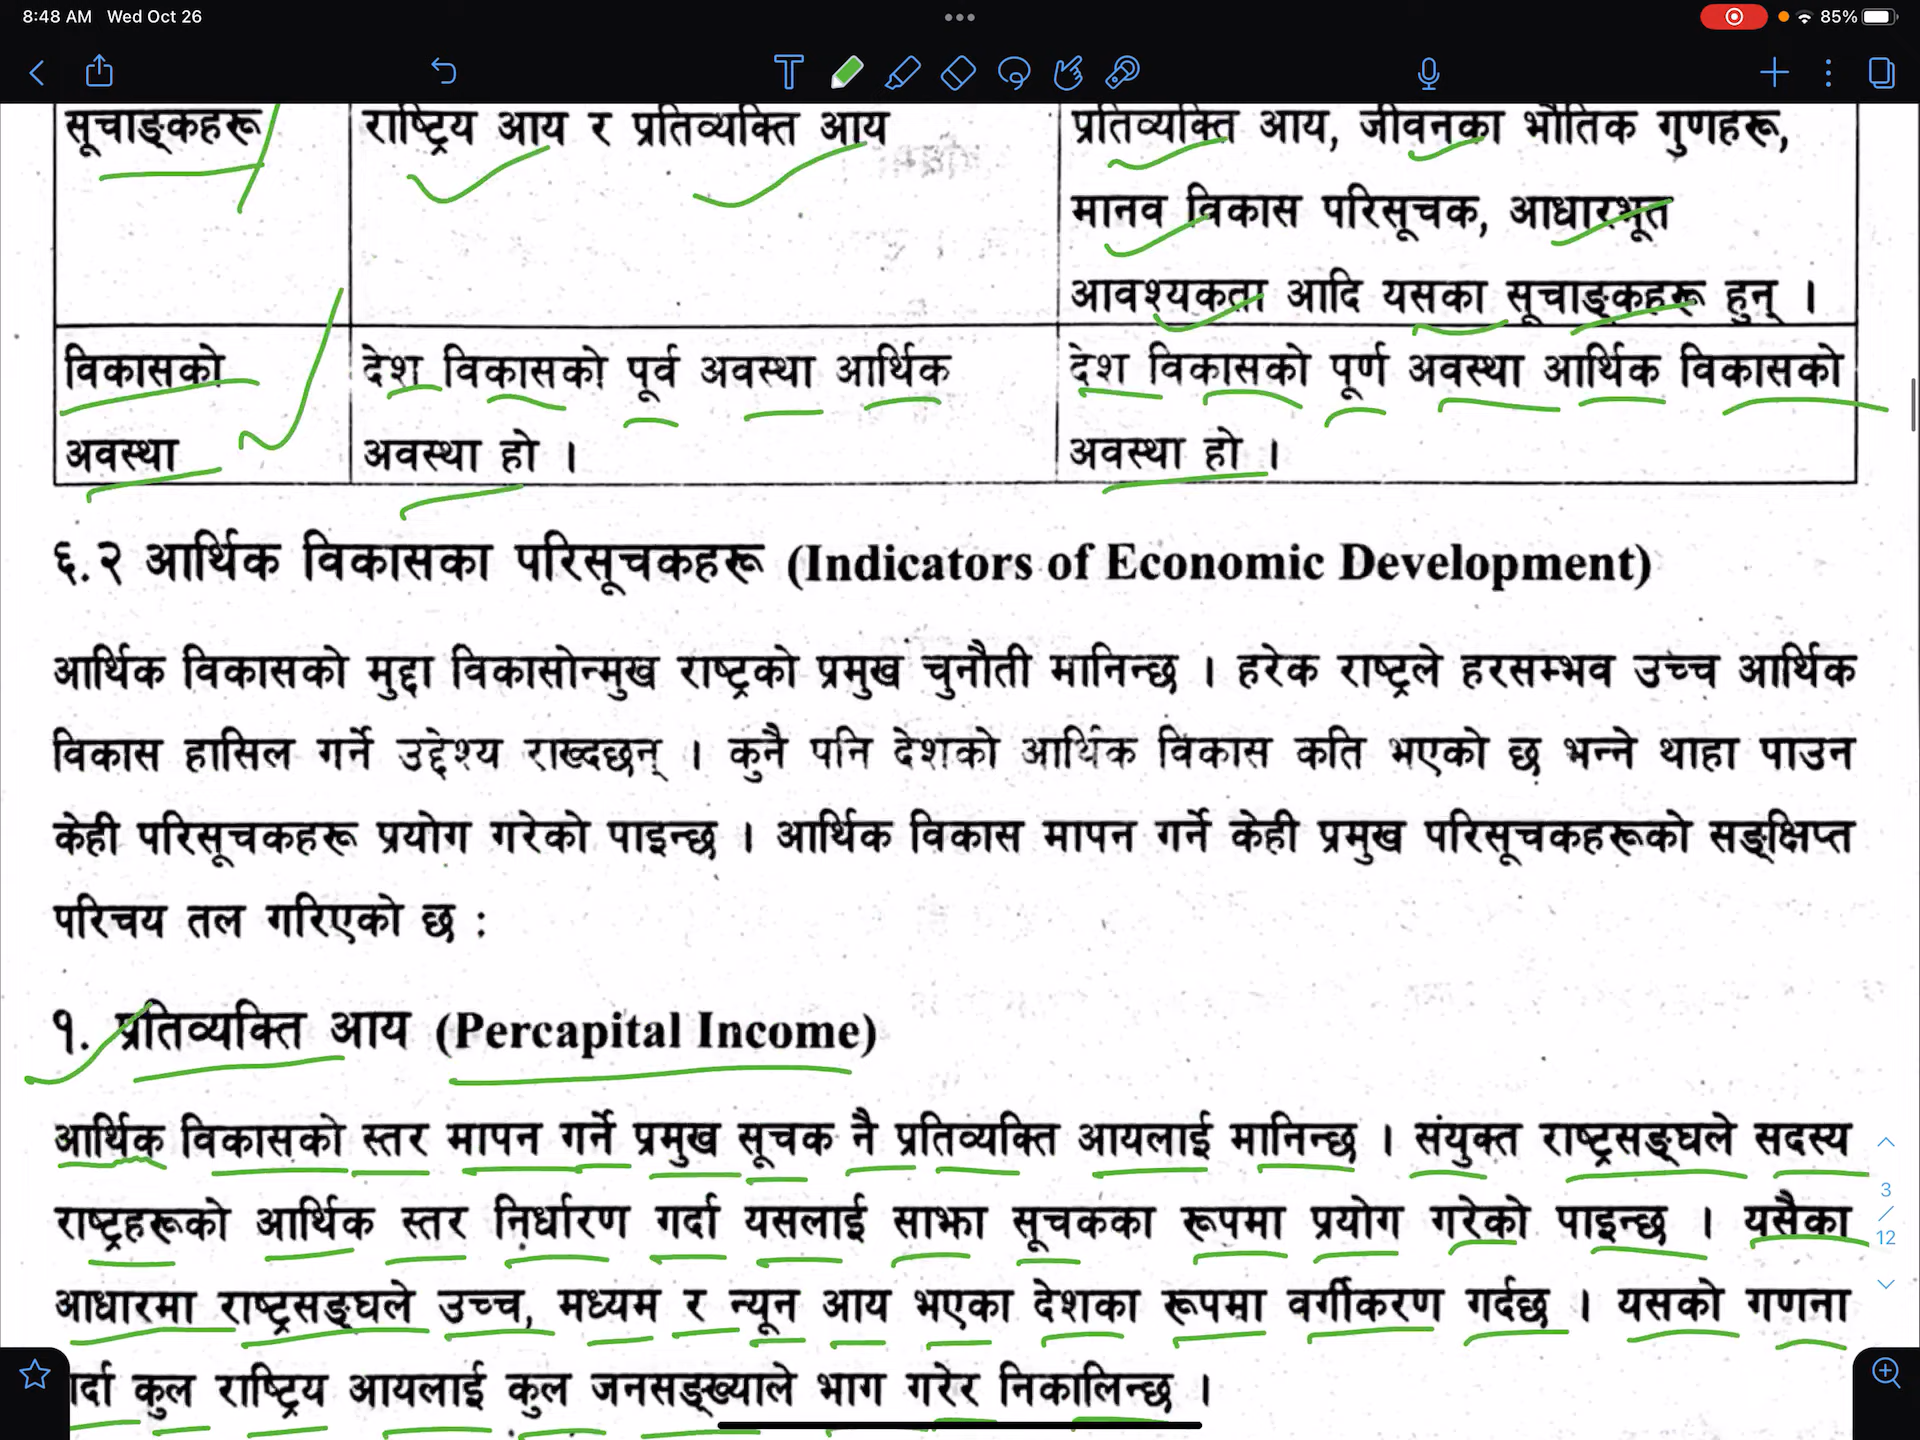 8:48 AM Wed Oct 26
85%
सूचाङ्कहरू राष्ट्रिय आय र प्रतिव्यक्ति आय प्रतिव्यक्ति आय, जीवनका भौतिक गुणहरू,
मानव विकास परिसूचक, आधारभूत
आवश्यकता आदि यसका सूचाङ्कहरू हुन् ।
विकासको देश विकासको पूर्व अवस्था आर्थिक देश विकासको पूर्ण अवस्था आर्थिक विकासको
अवस्था अवस्था हो । अवस्था हो ।
६.२ आर्थिक विकासका परिसूचकहरू (Indicators of Economic Development)
आर्थिक विकासको मुद्दा विकासोन्मुख राष्ट्रको प्रमुख चुनौती मानिन्छ । हरेक राष्ट्रले हरसम्भव उच्च आर्थिक
विकास हासिल गर्ने उद्देश्य राख्दछन् । कुनै पनि देशको आर्थिक विकास कति भएको छ भन्ने थाहा पाउन
केही परिसूचकहरू प्रयोग गरेको पाइन्छ । आर्थिक विकास मापन गर्ने केही प्रमुख परिसूचकहरूको सङ्क्षिप्त
परिचय तल गरिएको छ :
१. प्रतिव्यक्ति आय (Percapital Income)
आर्थिक विकासको स्तर मापन गर्ने प्रमुख सूचक नै प्रतिव्यक्ति आयलाई मानिन्छ । संयुक्त राष्ट्रसङ्घले सदस्य
राष्ट्रहरूको आर्थिक स्तर निर्धारण गर्दा यसलाई साझा सूचकका रूपमा प्रयोग गरेको पाइन्छ । यसैका
आधारमा राष्ट्रसङ्घले उच्च, मध्यम र न्यून आय भएका देशका रूपमा वर्गीकरण गर्दछ । यसको गणना
गर्दा कुल राष्ट्रिय आयलाई कुल जनसङ्ख्याले भाग गरेर निकालिन्छ ।
3
/
12